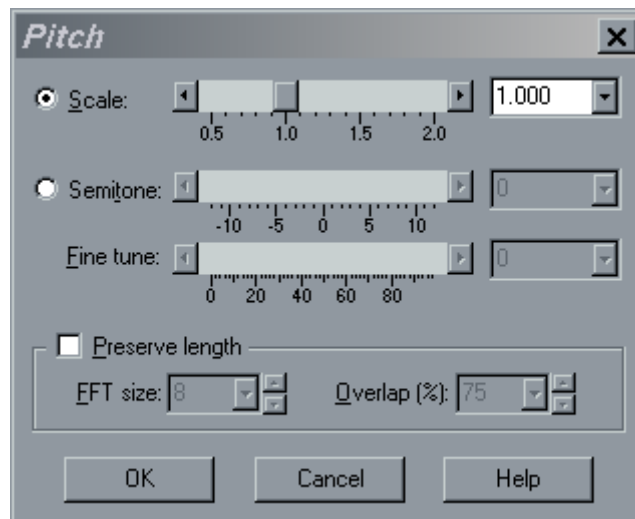 Pitch
Scale: 1.000
0.5 1.0 1.5 2.0
Semitone: 0
-10 -5 0 5 10
Fine tune: 0
0 20 40 60 80
Preserve length
FFT size: 8 Overlap (%): 75
OK Cancel Help